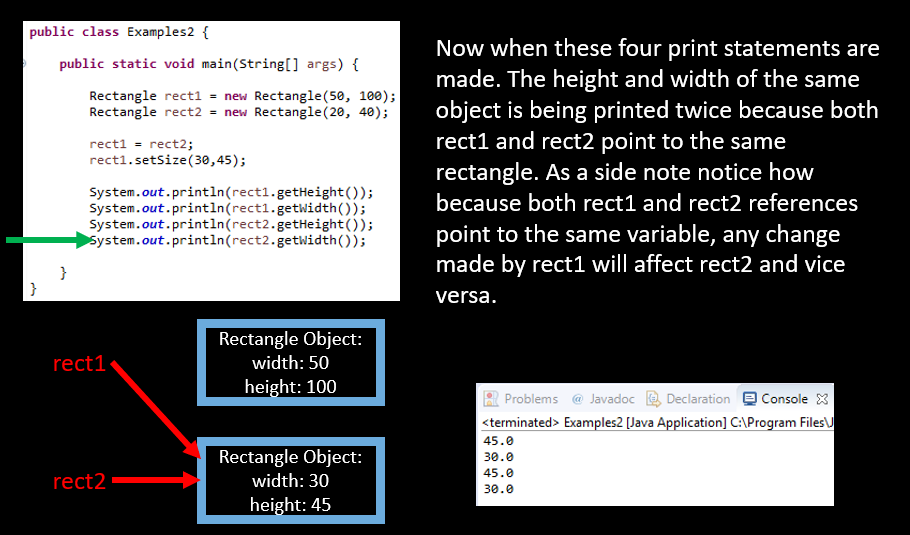 public class Examples2 {
public static void main(String[] args) {
Rectangle rect1 = new Rectangle(50, 100);
Rectangle rect2 = new Rectangle(20, 40);
rect1 = rect2;
rect1.setSize(30,45);
System.out.println(rect1.getHeight());
System.out.println(rect1.getWidth());
System.out.println(rect2.getHeight());
System.out.println(rect2.getWidth());
}
}
Now when these four print statements are
made. The height and width of the same
object is being printed twice because both
rect1 and rect2 point to the same
rectangle. As a side note notice how
because both rect1 and rect2 references
point to the same variable, any change
made by rect1 will affect rect2 and vice
versa.
rect1
Rectangle Object:
width: 50
height: 100
rect2
Rectangle Object:
width: 30
height: 45
Problems @ Javadoc Declaration Console
<terminated> Examples2 [Java Application] C:\Program Files\J
45.0
30.0
45.0
30.0